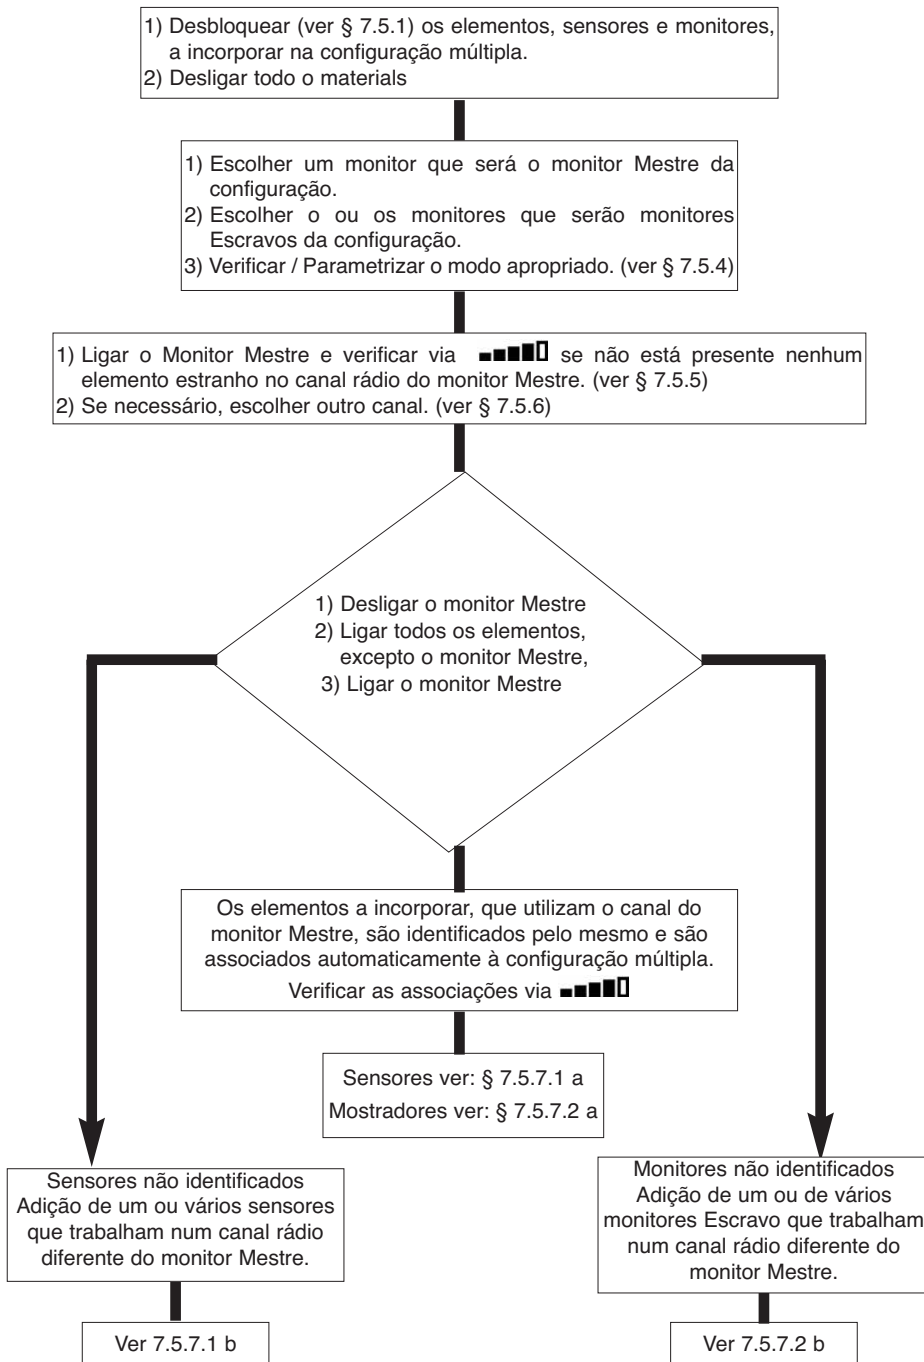 1) Desbloquear (ver § 7.5.1) os elementos, sensores e monitores,
a incorporar na configuração múltipla.
2) Desligar todo o materials
1) Escolher um monitor que será o monitor Mestre da
configuração.
2) Escolher o ou os monitores que serão monitores
Escravos da configuração.
3) Verificar / Parametrizar o modo apropriado. (ver § 7.5.4)
1) Ligar o Monitor Mestre e verificar via se não está presente nenhum
elemento estranho no canal rádio do monitor Mestre. (ver § 7.5.5)
2) Se necessário, escolher outro canal. (ver § 7.5.6)
1) Desligar o monitor Mestre
2) Ligar todos os elementos,
excepto o monitor Mestre,
3) Ligar o monitor Mestre
Os elementos a incorporar, que utilizam o canal do
monitor Mestre, são identificados pelo mesmo e são
associados automaticamente à configuração múltipla.
Verificar as associações via
Sensores ver: § 7.5.7.1 a
Mostradores ver: § 7.5.7.2 a
Sensores não identificados
Adição de um ou vários sensores
que trabalham num canal rádio
diferente do monitor Mestre.
Ver 7.5.7.1 b
Monitores não identificados
Adição de um ou de vários
monitores Escravo que trabalham
num canal rádio diferente do
monitor Mestre.
Ver 7.5.7.2 b